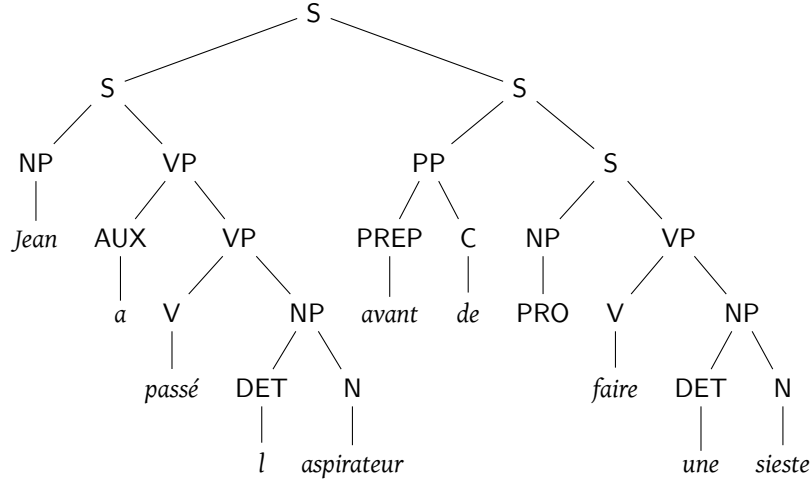 S
S S
NP VP PP S
Jean AUX VP PREP C NP VP
a V NP avant de PRO V NP
passé DET N faire DET N
l aspirateur une sieste